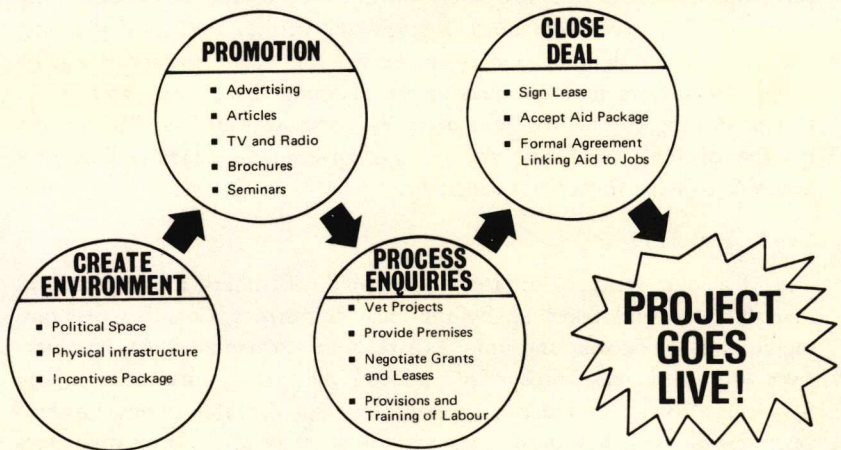 CREATE
ENVIRONMENT
Political Space
Physical infrastructure
Incentives Package
PROMOTION
Advertising
Articles
TV and Radio
Brochures
Seminars
PROCESS
ENQUIRIES
Vet Projects
Provide Premises
Negotiate Grants
and Leases
Provisions and
Training of Labour
CLOSE
DEAL
Sign Lease
Accept Aid Package
Formal Agreement
Linking Aid to Jobs
PROJECT
GOES
LIVE!